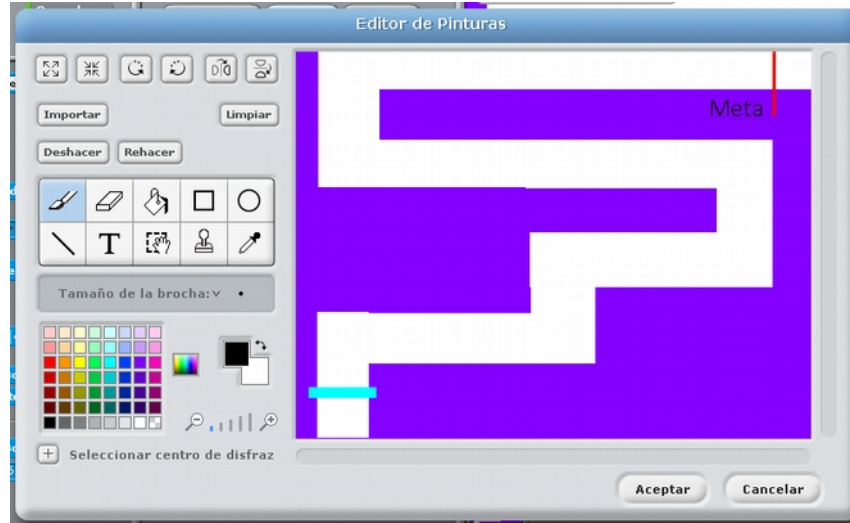 Editor de Pinturas
Importar
Limpiar
Deshacer
Rehacer
T
Tamaño de la brocha:
Seleccionar centro de disfraz
Meta
Aceptar
Cancelar